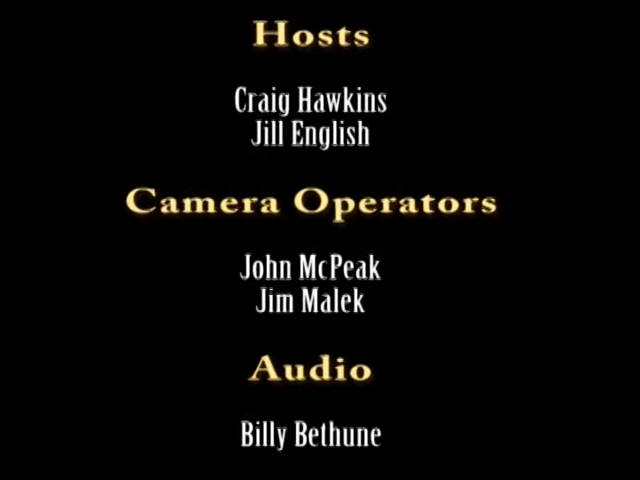 Hosts
Craig Hawkins
Jill English
Camera Operators
John McPeak
Jim Malek
Audio
Billy Bethune